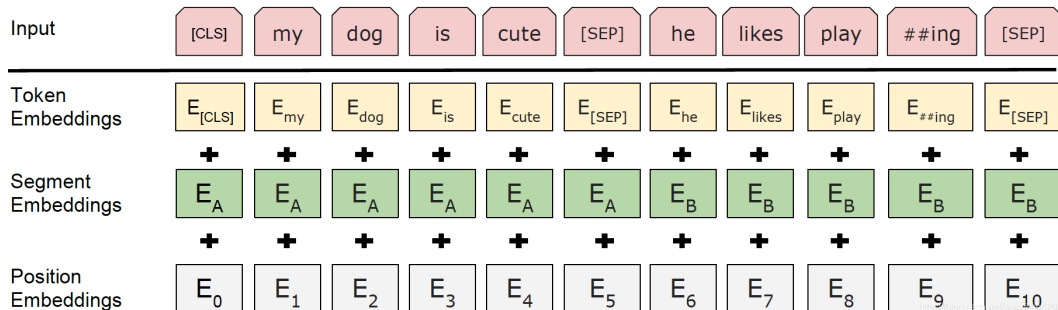 Input [CLS] my dog is cute [SEP] he likes play ##ing [SEP]
Token Embeddings E[CLS] Emy Edog Eis Ecute E[SEP] Ehe Elikes Eplay E##ing E[SEP]
+ + + + + + + + + + +
Segment Embeddings EA EA EA EA EA EA EB EB EB EB EB
+ + + + + + + + + + +
Position Embeddings E0 E1 E2 E3 E4 E5 E6 E7 E8 E9 E10